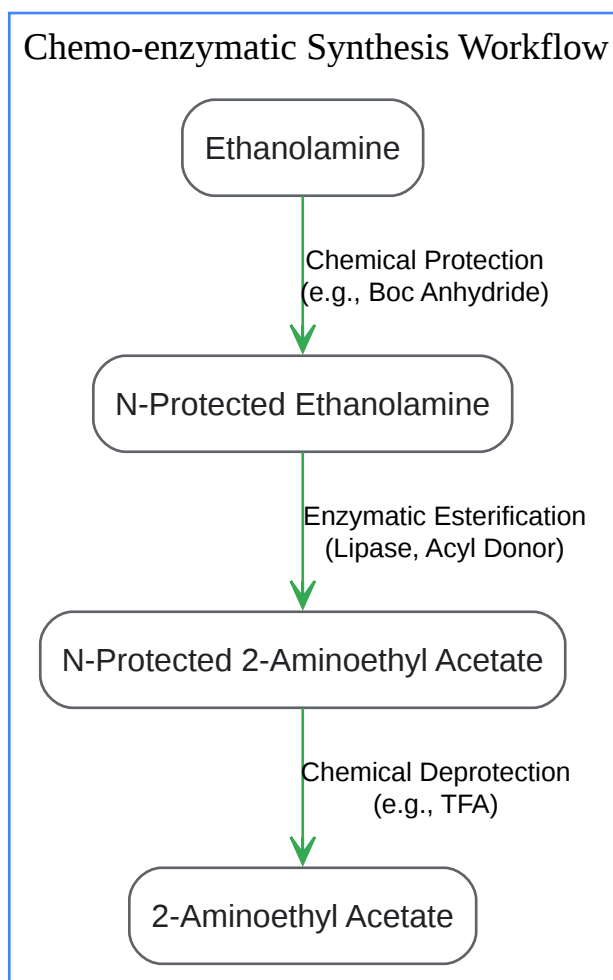 Chemo-enzymatic Synthesis Workflow
Ethanolamine
Chemical Protection
(e.g., Boc Anhydride)
N-Protected Ethanolamine
Enzymatic Esterification
(Lipase, Acyl Donor)
N-Protected 2-Aminoethyl Acetate
Chemical Deprotection
(e.g., TFA)
2-Aminoethyl Acetate